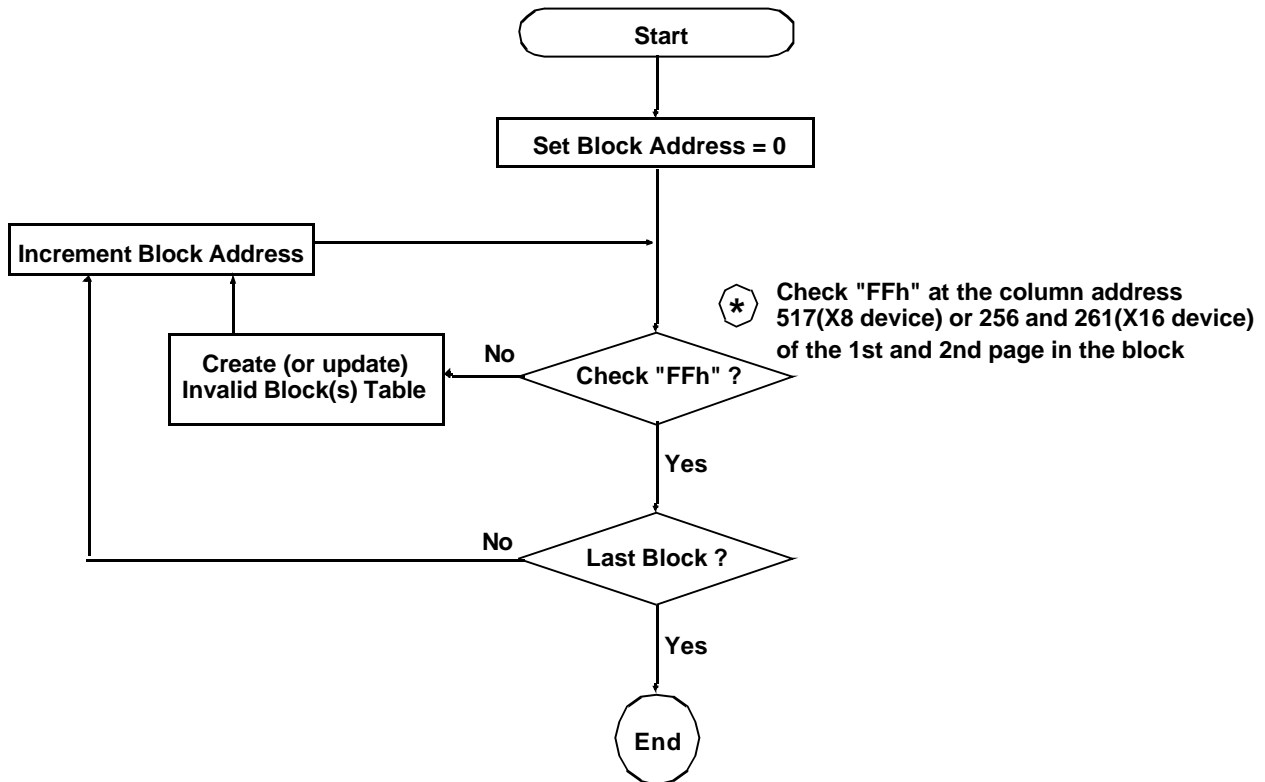 Start
Set Block Address = 0
Increment Block Address
*
Check "FFh" at the column address
517(X8 device) or 256 and 261(X16 device)
of the 1st and 2nd page in the block
Create (or update)
Invalid Block(s) Table
No
Check "FFh" ?
Yes
No
Last Block ?
Yes
End